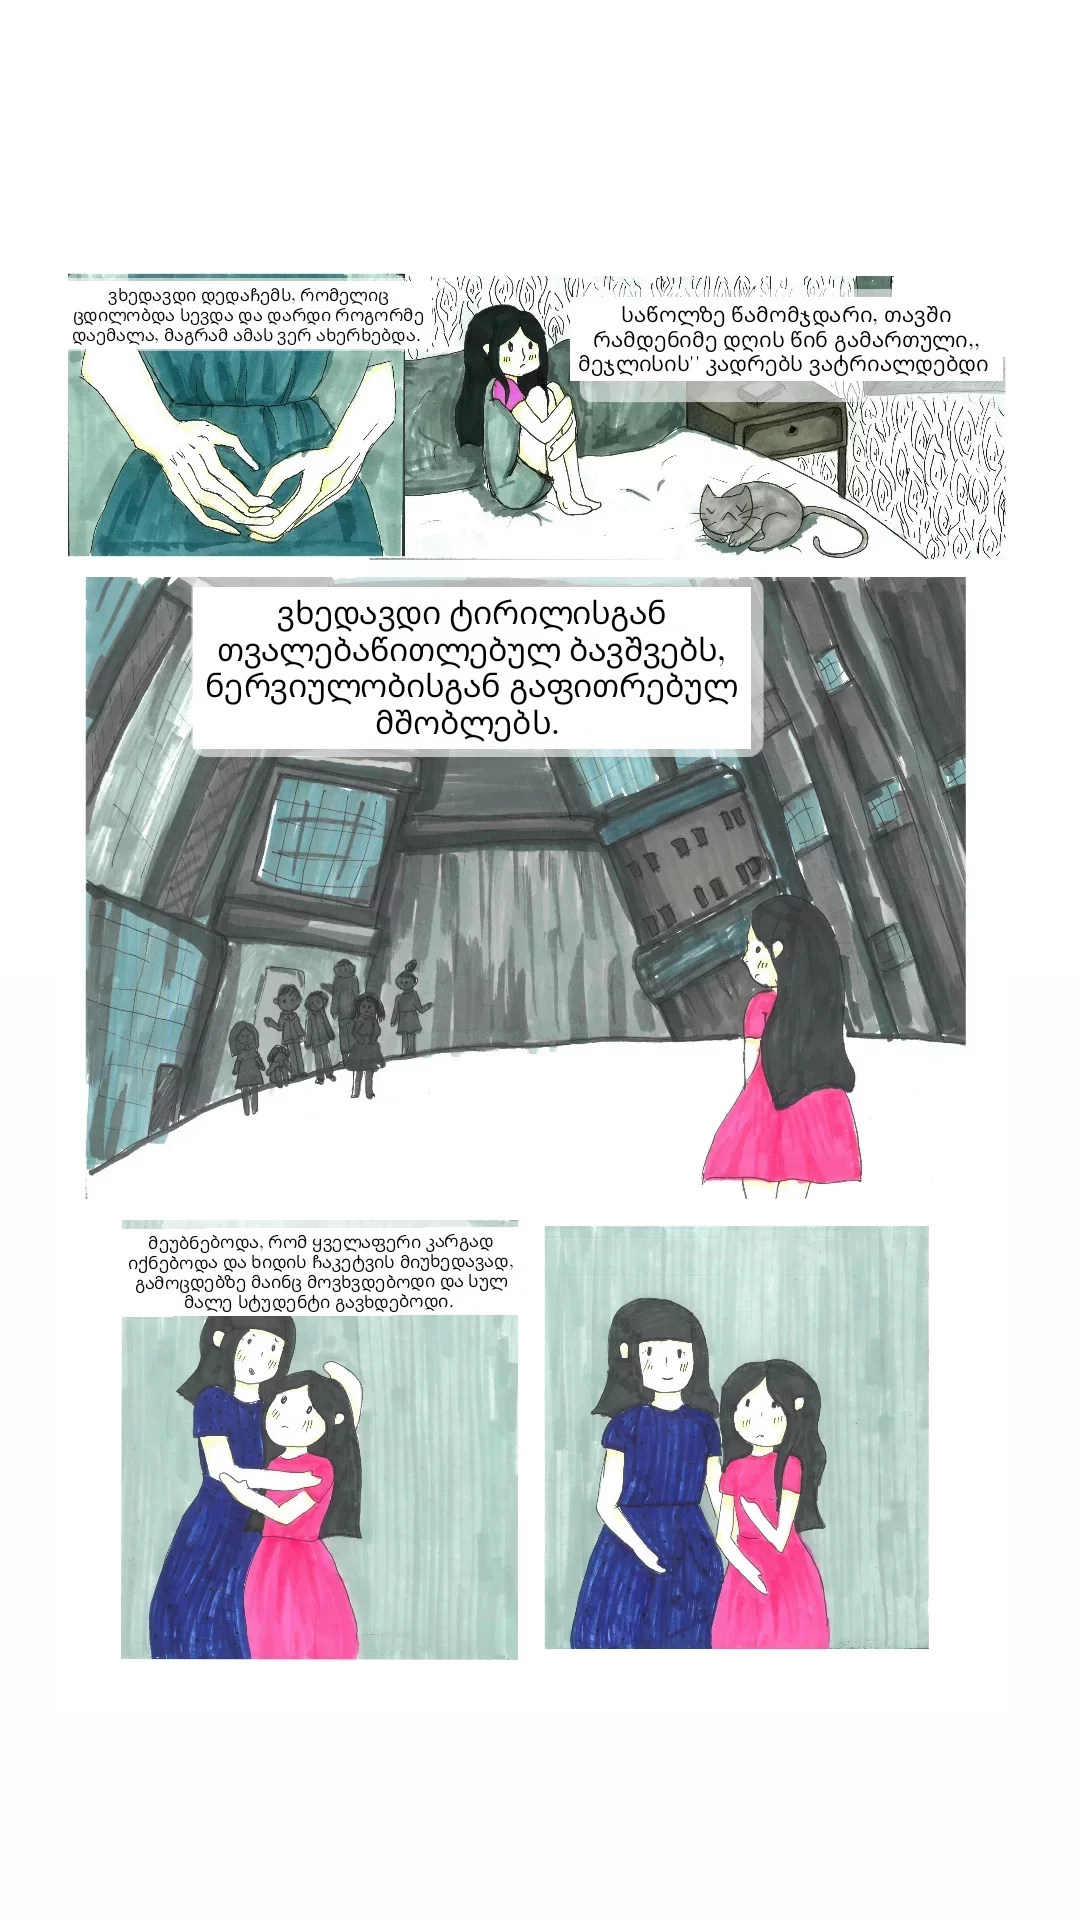 ვხედავდი დედაჩემს, რომელიც
ცდილობდა სევდა და დარდი როგორმე
დაემალა, მაგრამ ამას ვერ ახერხებდა.
საწოლზე წამომჯდარი, თავში
რამდენიმე დღის წინ გამართული,,
მეჯლისის'' კადრებს ვატრიალდებდი
ვხედავდი ტირილისგან
თვალებაწითლებულ ბავშვებს,
ნერვიულობისგან გაფითრებულ
მშობლებს.
მეუბნებოდა, რომ ყველაფერი კარგად
იქნებოდა და ხიდის ჩაკეტვის მიუხედავად,
გამოცდებზე მაინც მოვხვდებოდი და სულ
მალე სტუდენტი გავხდებოდი.